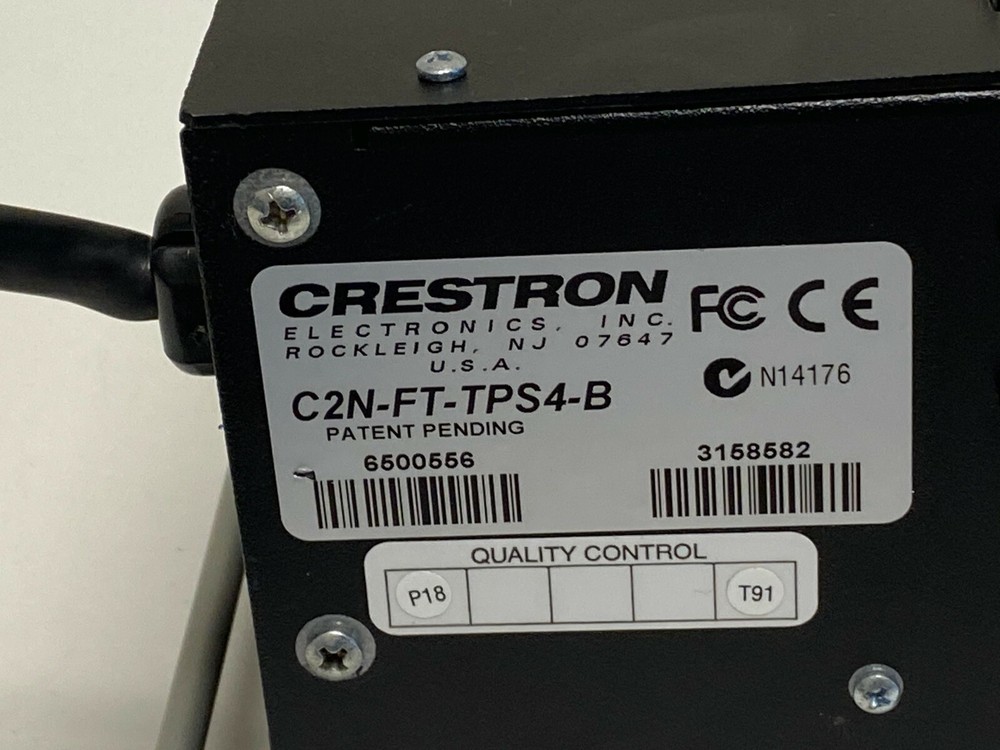 CRESTRON
ELECTRONICS, INC.
ROCKLEIGH, NJ 07647
U.S.A.
FC CE
N14176
C2N-FT-TPS4-B
PATENT PENDING
6500556
3158582
QUALITY CONTROL
P18
T91